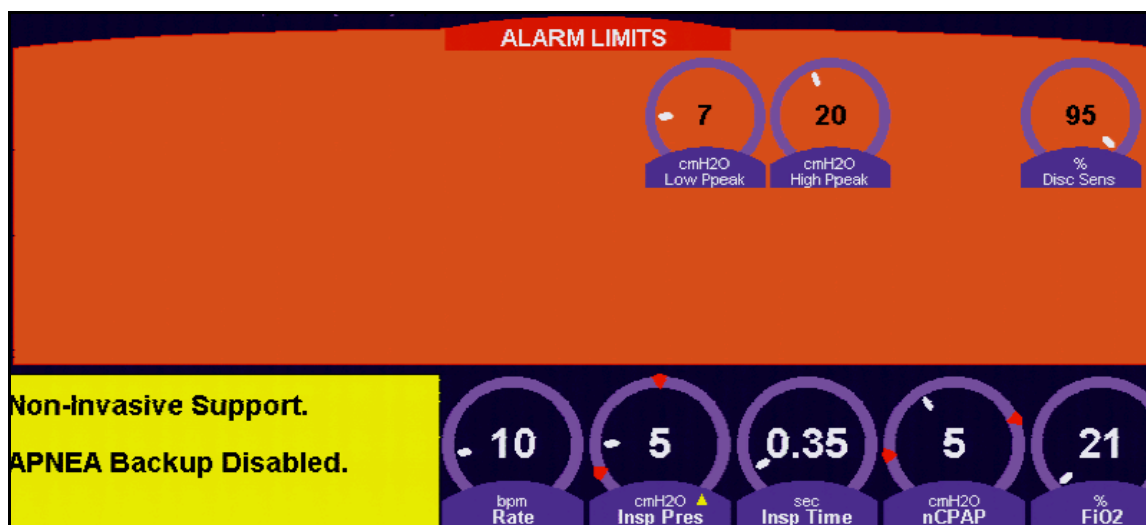 ALARM LIMITS
7 20 95
cmH2O cmH2O %
Low Ppeak High Ppeak Disc Sens
Non-Invasive Support.
APNEA Backup Disabled.
10 5 0.35 5 21
bpm cmH2O sec cmH2O %
Rate Insp Pres Insp Time nCPAP FiO2